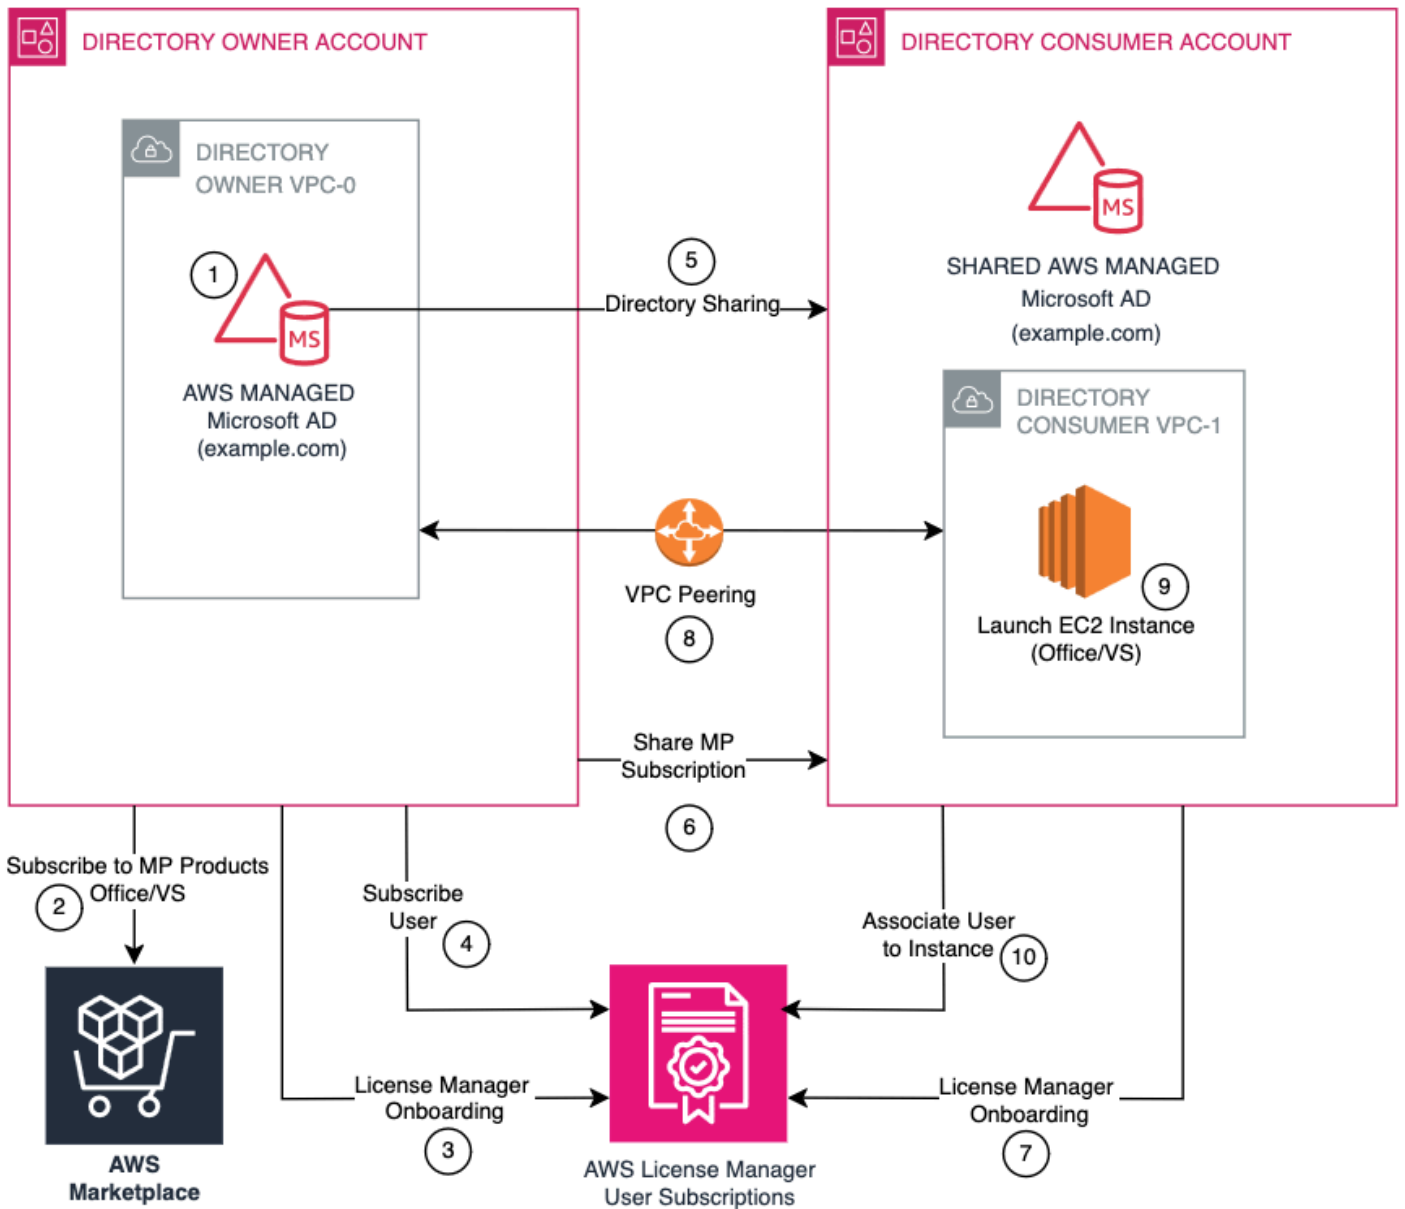 DIRECTORY OWNER ACCOUNT
DIRECTORY CONSUMER ACCOUNT
DIRECTORY
OWNER VPC-0
1
MS
AWS MANAGED
Microsoft AD
(example.com)
5
Directory Sharing
MS
SHARED AWS MANAGED
Microsoft AD
(example.com)
DIRECTORY
CONSUMER VPC-1
VPC Peering
8
9
Launch EC2 Instance
(Office/VS)
Share MP
Subscription
6
Subscribe to MP Products
Office/VS
2
Subscribe
User
4
Associate User
to Instance
10
License Manager
Onboarding
3
License Manager
Onboarding
7
AWS
Marketplace
AWS License Manager
User Subscriptions